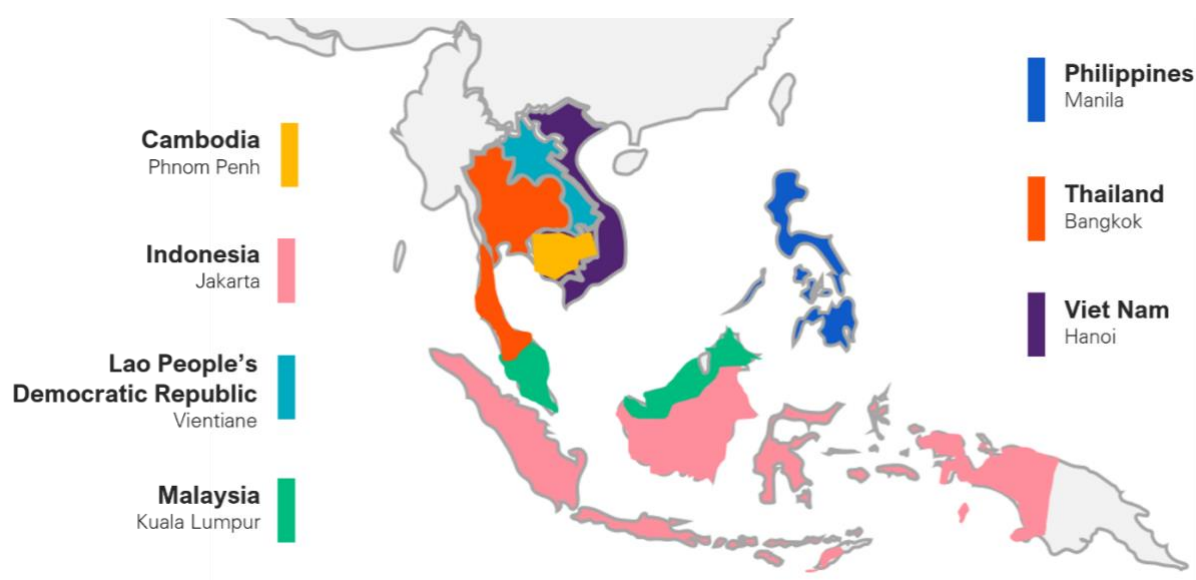 Cambodia
Phnom Penh
Indonesia
Jakarta
Lao People's
Democratic Republic
Vientiane
Malaysia
Kuala Lumpur
Philippines
Manila
Thailand
Bangkok
Viet Nam
Hanoi